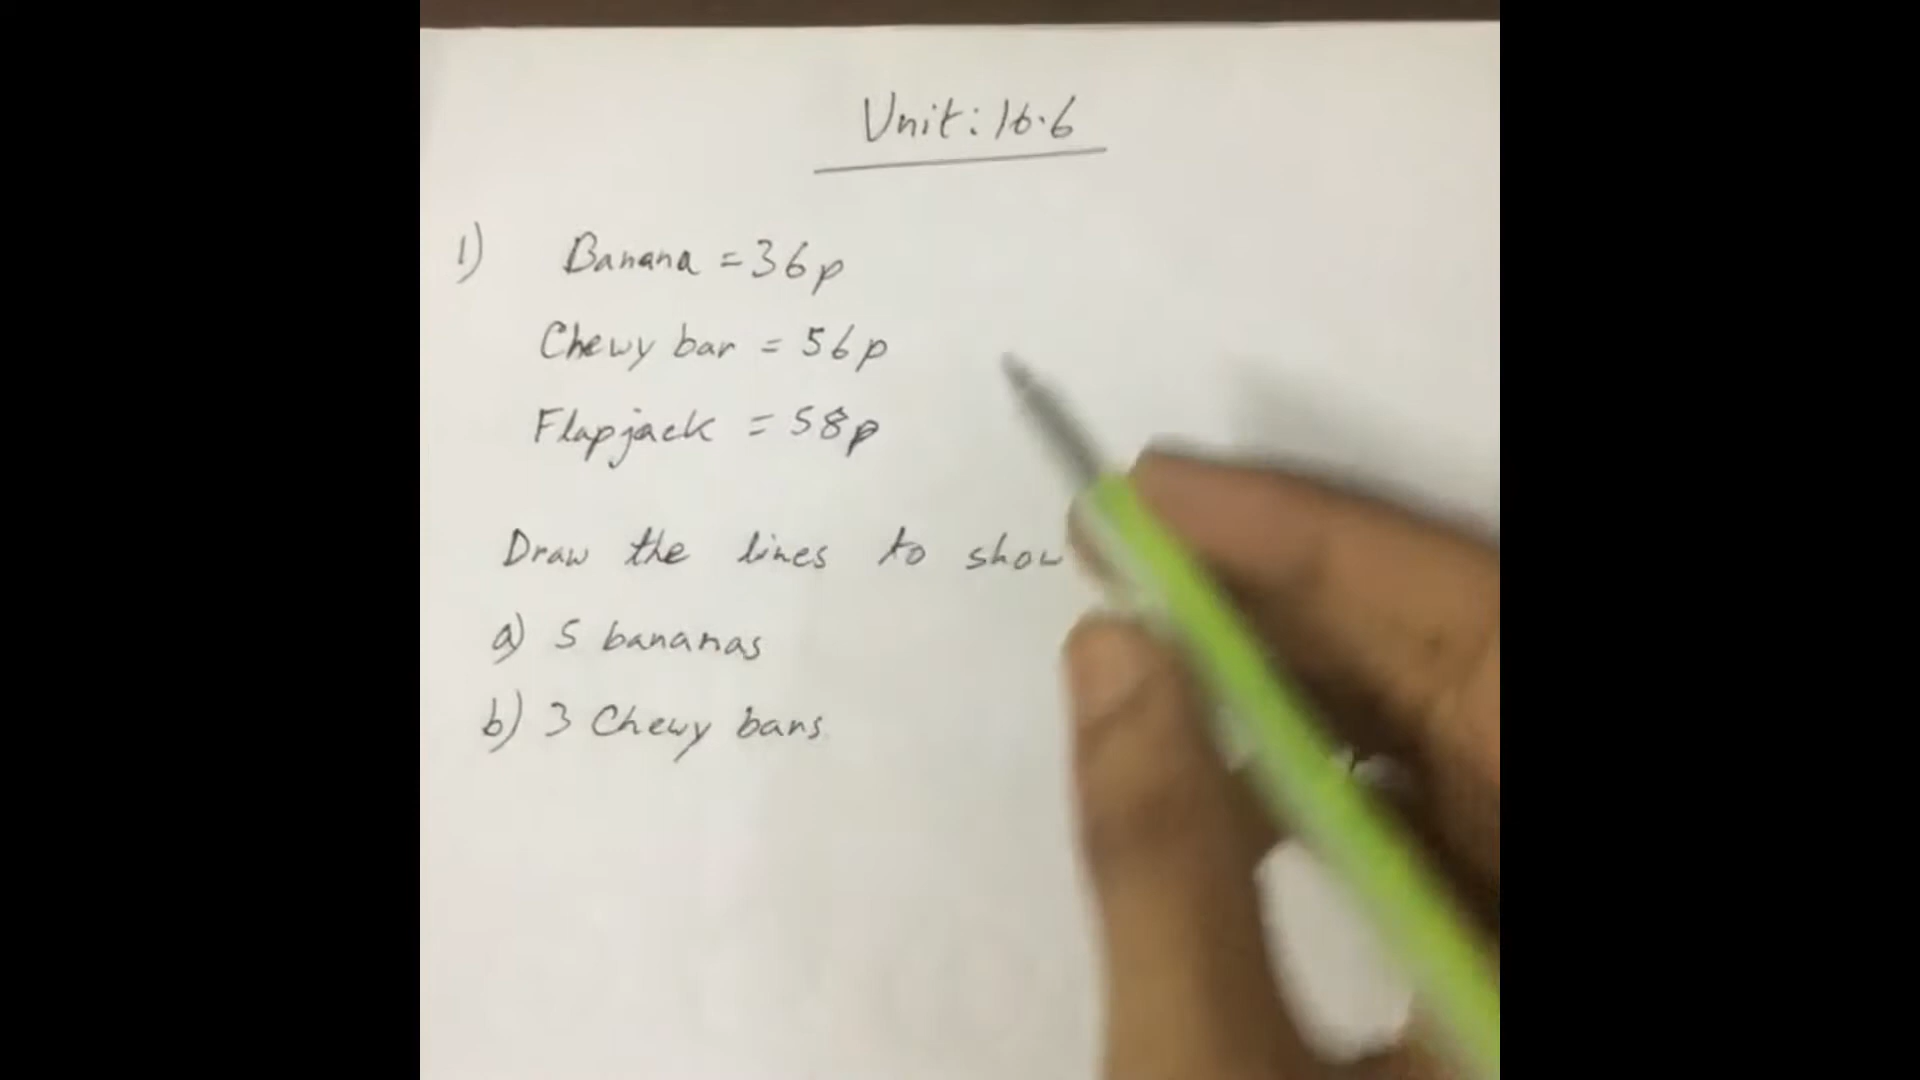 Unit: 16.6
1) Banana = 36p
Chewy bar = 56p
Flapjack = 58p
Draw the lines to show
a) 5 bananas
b) 3 Chewy bars